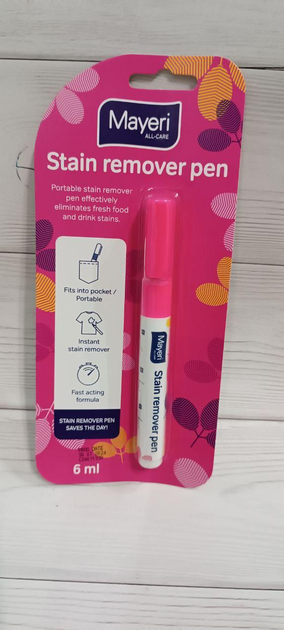 Mayeri
ALL-CARE
Stain remover pen
Portable stain remover
pen effectively
eliminates fresh food
and drink stains.
Fits into pocket /
Portable
Instant
stain remover
Fast acting
formula
STAIN REMOVER PEN
SAVES THE DAY!
6 ml
Mayeri
Stain remover pen